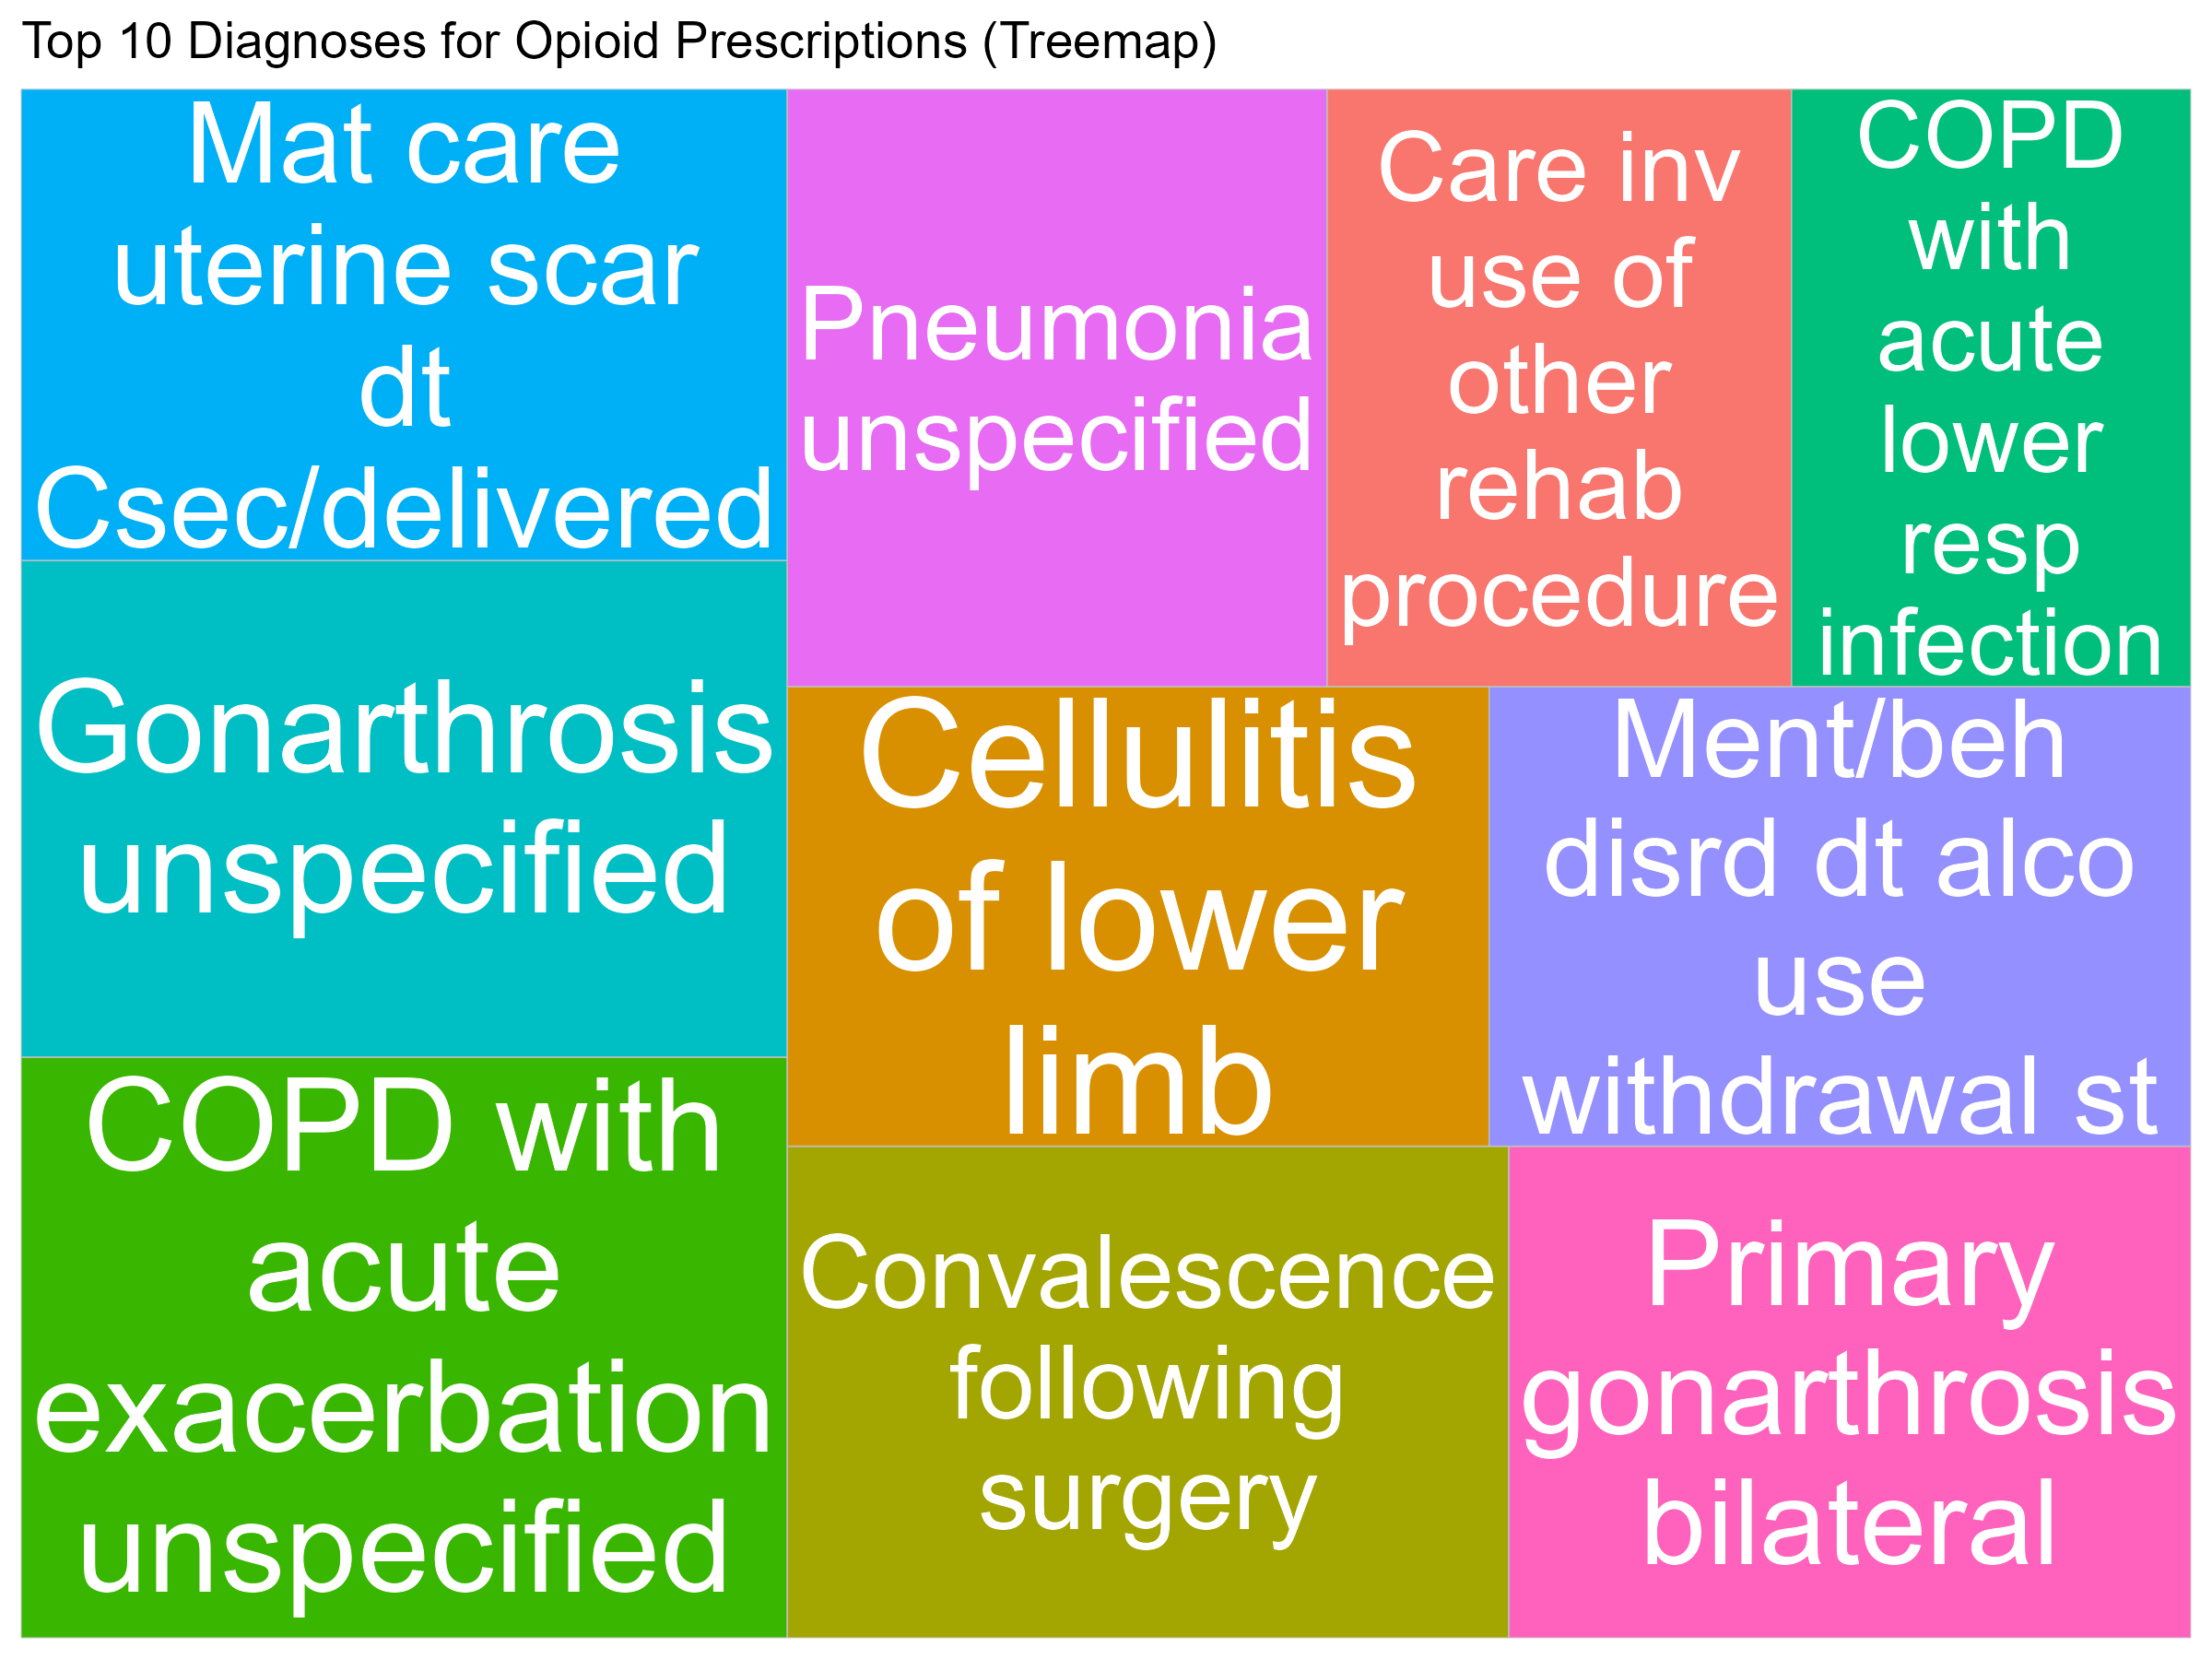 Top 10 Diagnoses for Opioid Prescriptions (Treemap)
Mat care
uterine scar
dt
Csec/delivered
Pneumonia
unspecified
Care inv
use of
other
rehab
procedure
COPD
with
acute
lower
resp
infection
Gonarthrosis
unspecified
Cellulitis
of lower
limb
Ment/beh
disrd dt alco
use
withdrawal st
COPD with
acute
exacerbation
unspecified
Convalescence
following
surgery
Primary
gonarthrosis
bilateral